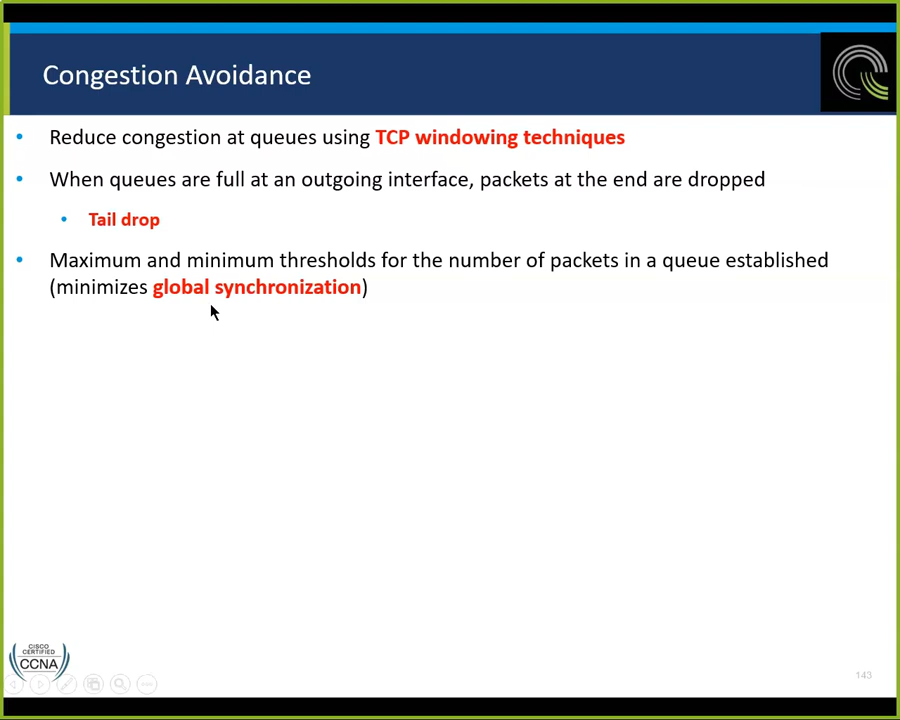 Congestion Avoidance
• Reduce congestion at queues using TCP windowing techniques
• When queues are full at an outgoing interface, packets at the end are dropped
• Tail drop
• Maximum and minimum thresholds for the number of packets in a queue established
(minimizes global synchronization)
CISCO
CERTIFIED
CCNA
143